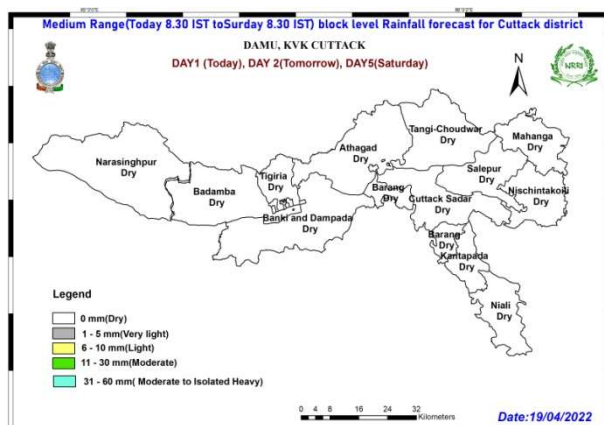 Medium Range(Today 8.30 IST toSurday 8.30 IST) block level Rainfall forecast for Cuttack district
DAMU, KVK CUTTACK
DAY1 (Today), DAY 2(Tomorrow), DAY5(Saturday)
NRRI
N
Tangi-Choudwar
Dry
Mahanga
Dry
Athagad
Dry
Narasinghpur
Dry
Tigiria
Dry
Salepur
Dry
Badamba
Dry
Barang
Dry
Nischintakoili
Dry
Cuttack Sadar
Dry
Banki and Dampada
Dry
Barang
Dry
Kantapada
Dry
Niali
Dry
Legend
0 mm(Dry)
1 - 5 mm(Very light)
6 - 10 mm(Light)
11 - 30 mm(Moderate)
31 - 60 mm( Moderate to Isolated Heavy)
0 4 8 16 24 32
Kilometers
Date:19/04/2022